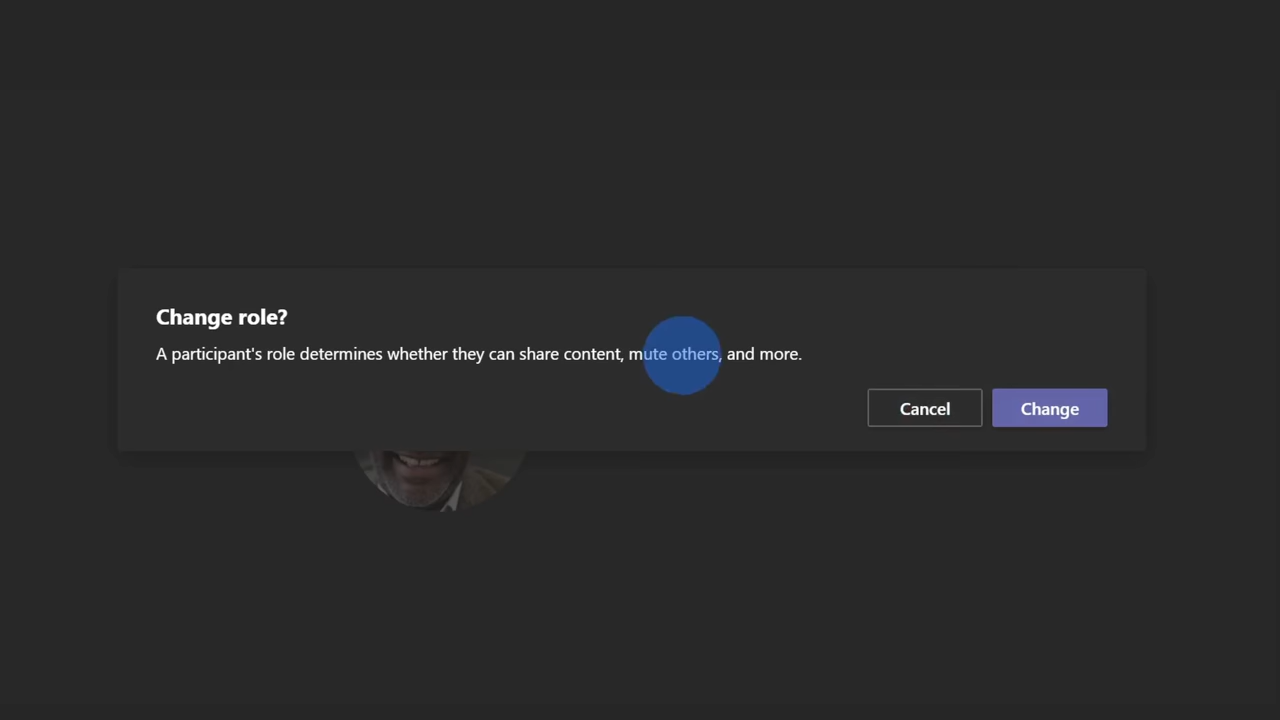 Change role?
A participant's role determines whether they can share content, mute others, and more.
Cancel
Change